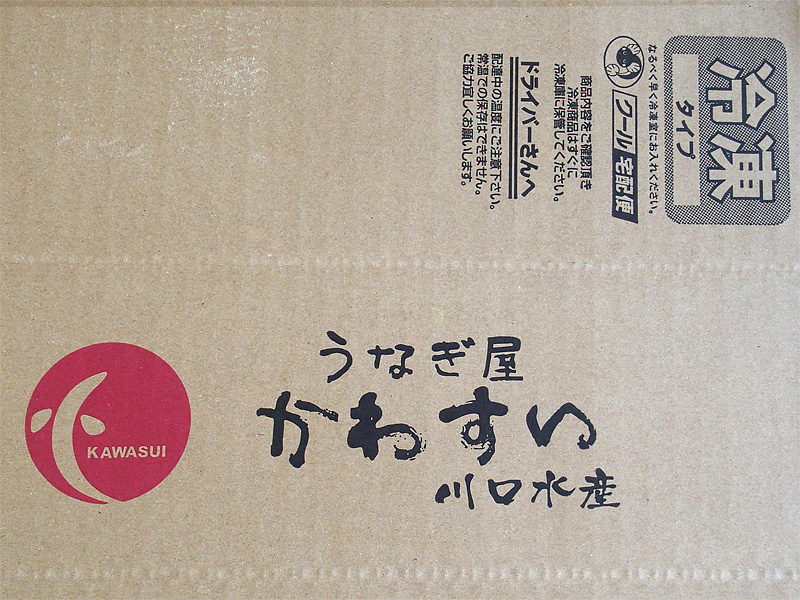 冷凍
タイプ
なるべく早く冷凍室にお入れください。
クール宅配便
商品内容をご確認頂き
冷凍商品はすぐに
冷凍庫に保管してください。
ドライバーさんへ
配達中の温度にご注意下さい。
常温での保存はできません。
ご協力宜しくお願いします。
うなぎ屋
かわすい
川口水産
KAWASUI